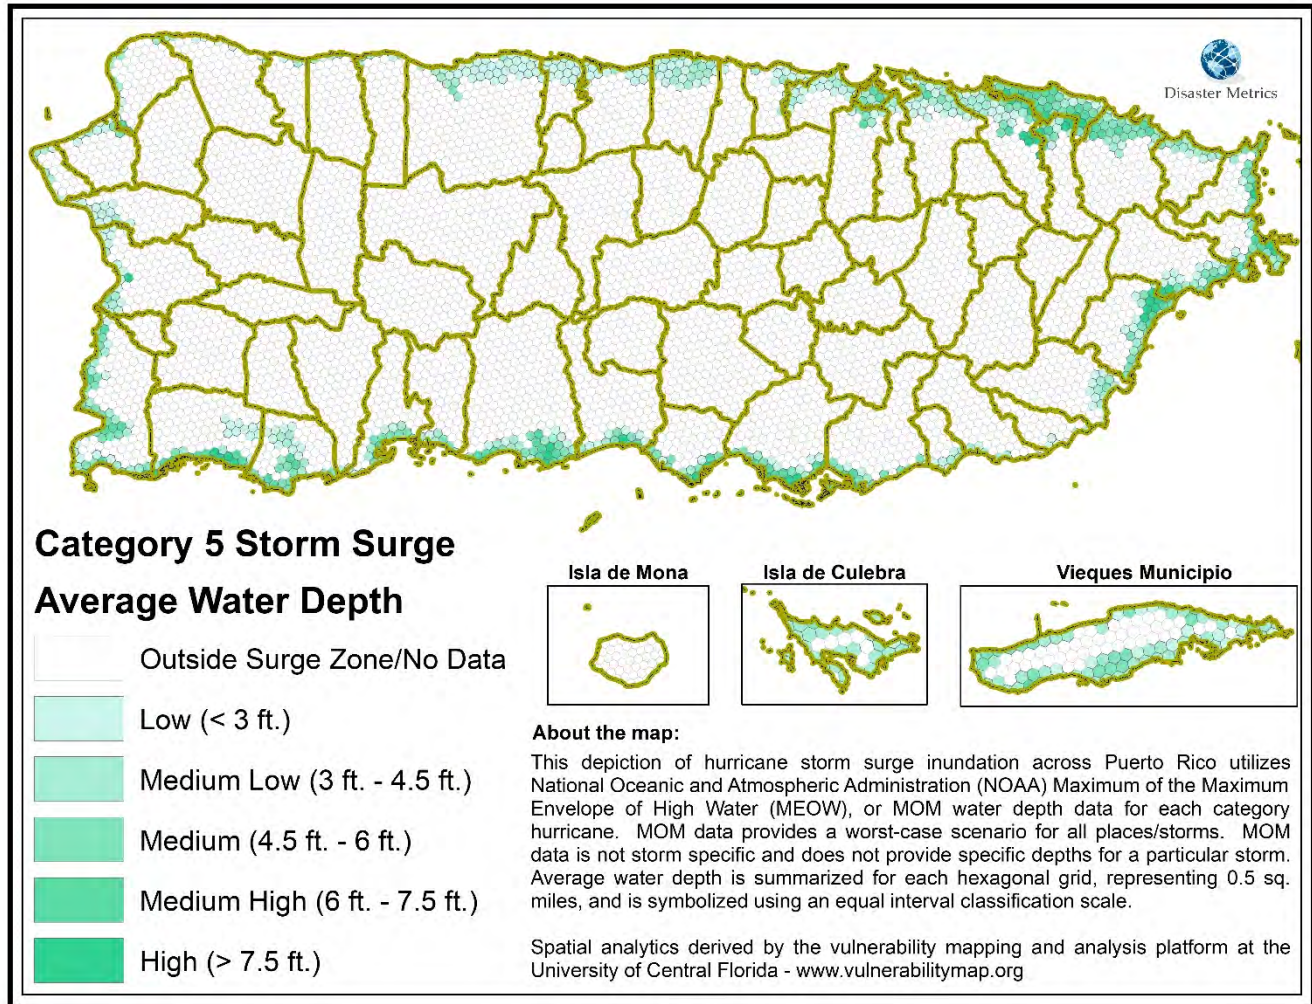 Disaster Metrics
Category 5 Storm Surge
Average Water Depth
Outside Surge Zone/No Data
Low (< 3 ft.)
Medium Low (3 ft. - 4.5 ft.)
Medium (4.5 ft. - 6 ft.)
Medium High (6 ft. - 7.5 ft.)
High (> 7.5 ft.)
Isla de Mona
Isla de Culebra
Vieques Municipio
About the map:
This depiction of hurricane storm surge inundation across Puerto Rico utilizes
National Oceanic and Atmospheric Administration (NOAA) Maximum of the Maximum
Envelope of High Water (MEOW), or MOM water depth data for each category
hurricane. MOM data provides a worst-case scenario for all places/storms. MOM
data is not storm specific and does not provide specific depths for a particular storm.
Average water depth is summarized for each hexagonal grid, representing 0.5 sq.
miles, and is symbolized using an equal interval classification scale.
Spatial analytics derived by the vulnerability mapping and analysis platform at the
University of Central Florida - www.vulnerabilitymap.org